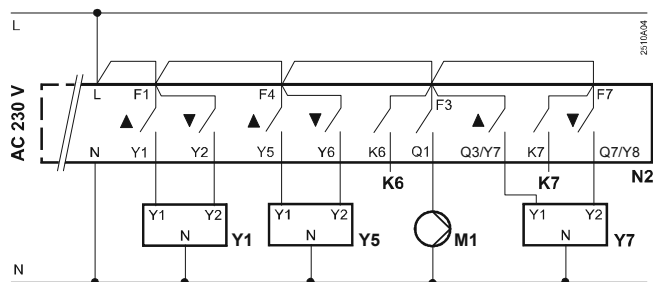 L
2510A04
AC 230 V
L F1 F4 F3 F7
N Y1 Y2 Y5 Y6 K6 Q1 Q3/Y7 K7 Q7/Y8
K6 K7 N2
Y1 Y2 Y1 Y2 Y1 Y2
N Y1 N Y5 M1 N Y7
N